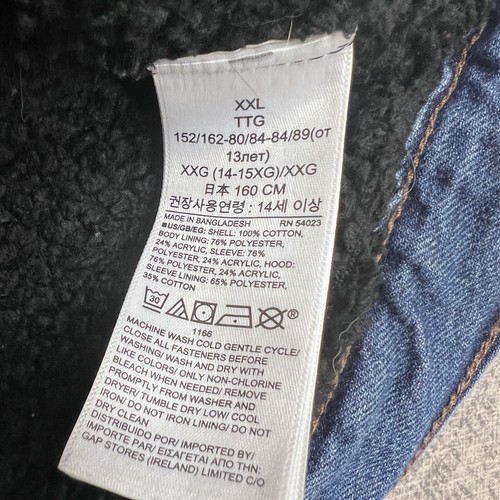 XXL
TTG
152/162-80/84-84/89(от
13лет)
XXG (14-15XG)/XXG
日本 160 CM
권장사용연령 : 14세 이상
MADE IN BANGLADESH RN 54023
■US/GB/EG: SHELL: 100% COTTON,
BODY LINING: 76% POLYESTER,
24% ACRYLIC, SLEEVE: 76%
POLYESTER, 24% ACRYLIC, HOOD:
76% POLYESTER, 24% ACRYLIC,
SLEEVE LINING: 65% POLYESTER,
35% COTTON
30 ®
1166
MACHINE WASH COLD GENTLE CYCLE/
CLOSE ALL FASTENERS BEFORE
WASHING/ WASH AND DRY WITH
LIKE COLORS/ ONLY NON-CHLORINE
BLEACH WHEN NEEDED/ REMOVE
PROMPTLY FROM WASHER AND
DRYER/ TUMBLE DRY LOW/ COOL
IRON/ DO NOT IRON LINING/ DO NOT
DRY CLEAN
DISTRIBUIDO POR/ IMPORTED BY/
IMPORTE PAR/ ΕΙΣΑΓΕΤΑΙ ΑΠΟ ΤΗΝ:
GAP STORES (IRELAND) LIMITED C/O